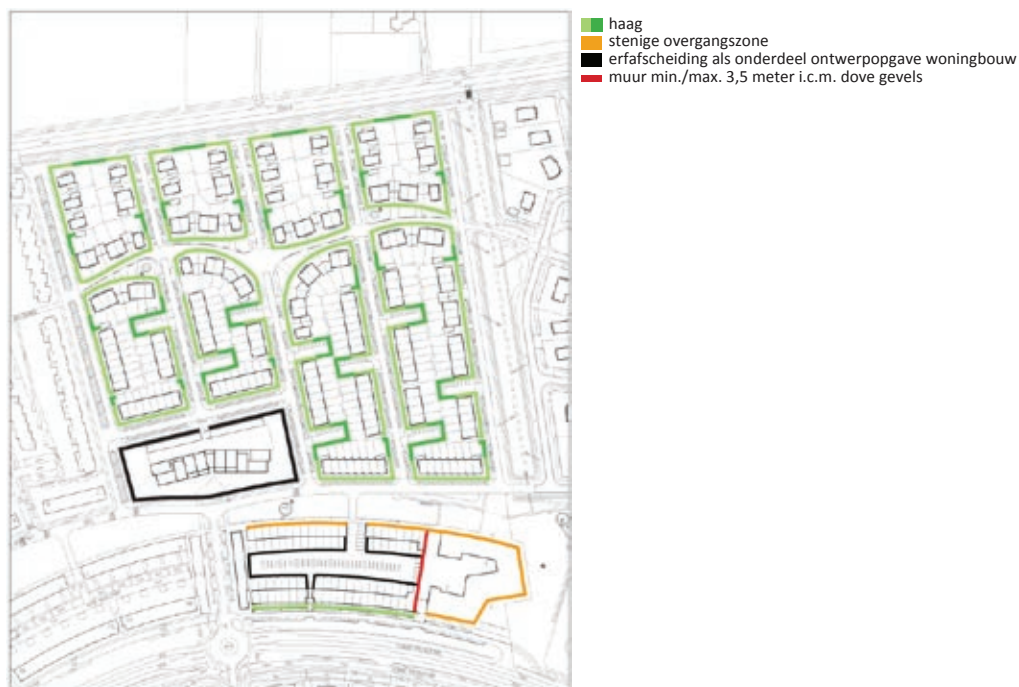 haag
stenige overgangszone
erfafscheiding als onderdeel ontwerpopgave woningbouw
muur min./max. 3,5 meter i.c.m. dove gevels